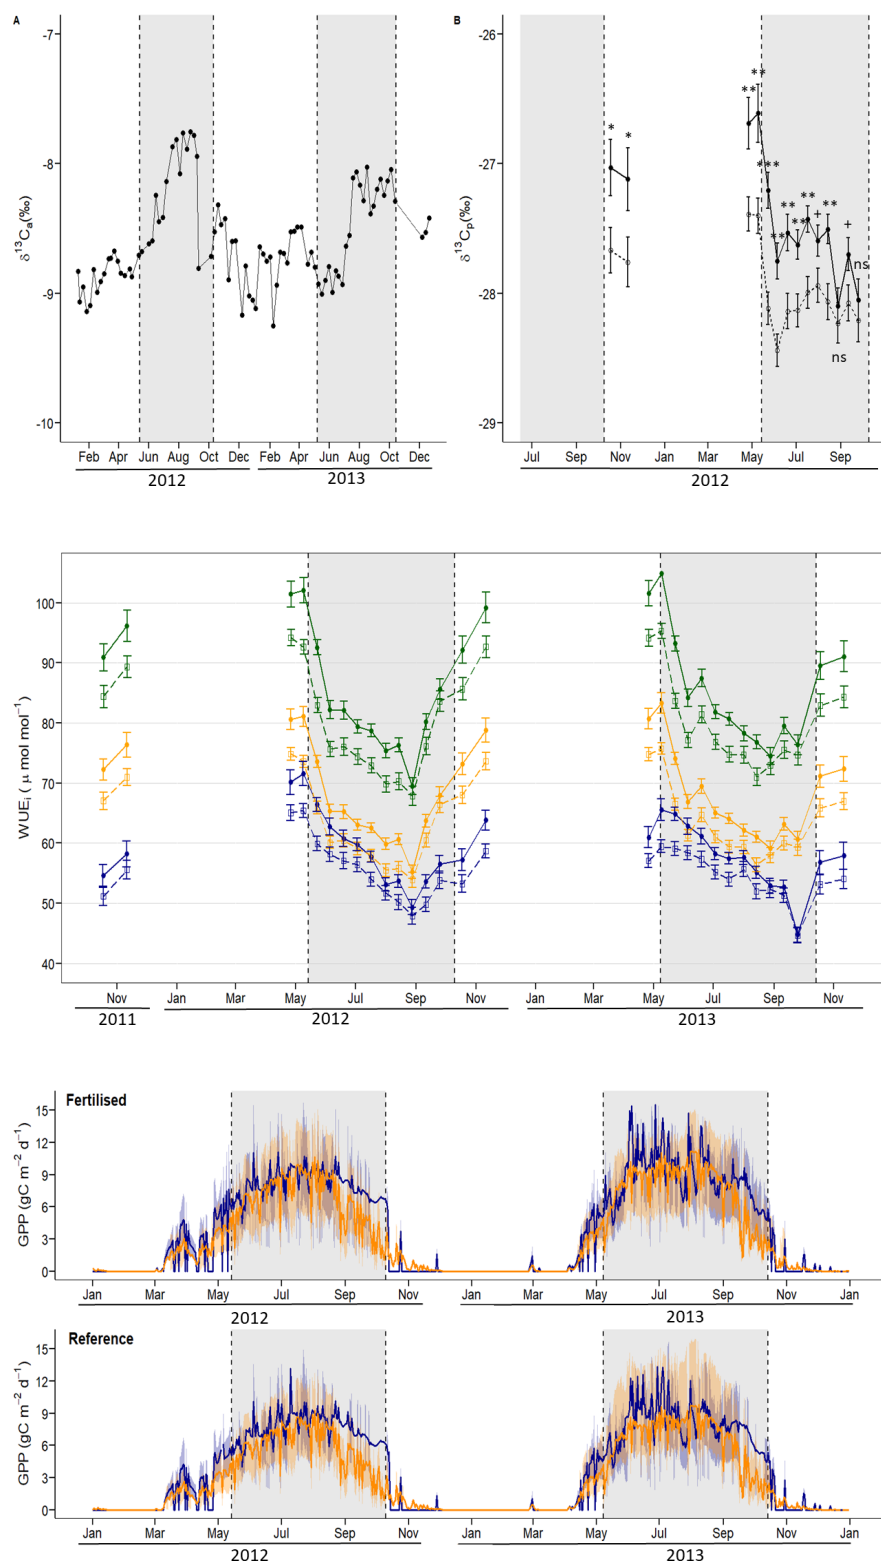 A
-7
-8
-9
-10
δ¹³Cₐ(‰)
Feb Apr Jun Aug Oct Dec Feb Apr Jun Aug Oct Dec
2012 2013
B
-26
-27
-28
-29
δ¹³Cₚ(‰)
* * ** ** *** ** ** ** ** + ** ns + ns
Jul Sep Nov Jan Mar May Jul Sep
2012
100
90
80
70
60
50
40
WUEᵢ ( μ mol mol⁻¹)
Nov Jan Mar May Jul Sep Nov Jan Mar May Jul Sep Nov
2011 2012 2013
Fertilised
15
12
9
6
3
0
GPP (gC m⁻² d⁻¹)
Jan Mar May Jul Sep Nov Jan Mar May Jul Sep Nov Jan
2012 2013
Reference
15
12
9
6
3
0
GPP (gC m⁻² d⁻¹)
Jan Mar May Jul Sep Nov Jan Mar May Jul Sep Nov Jan
2012 2013